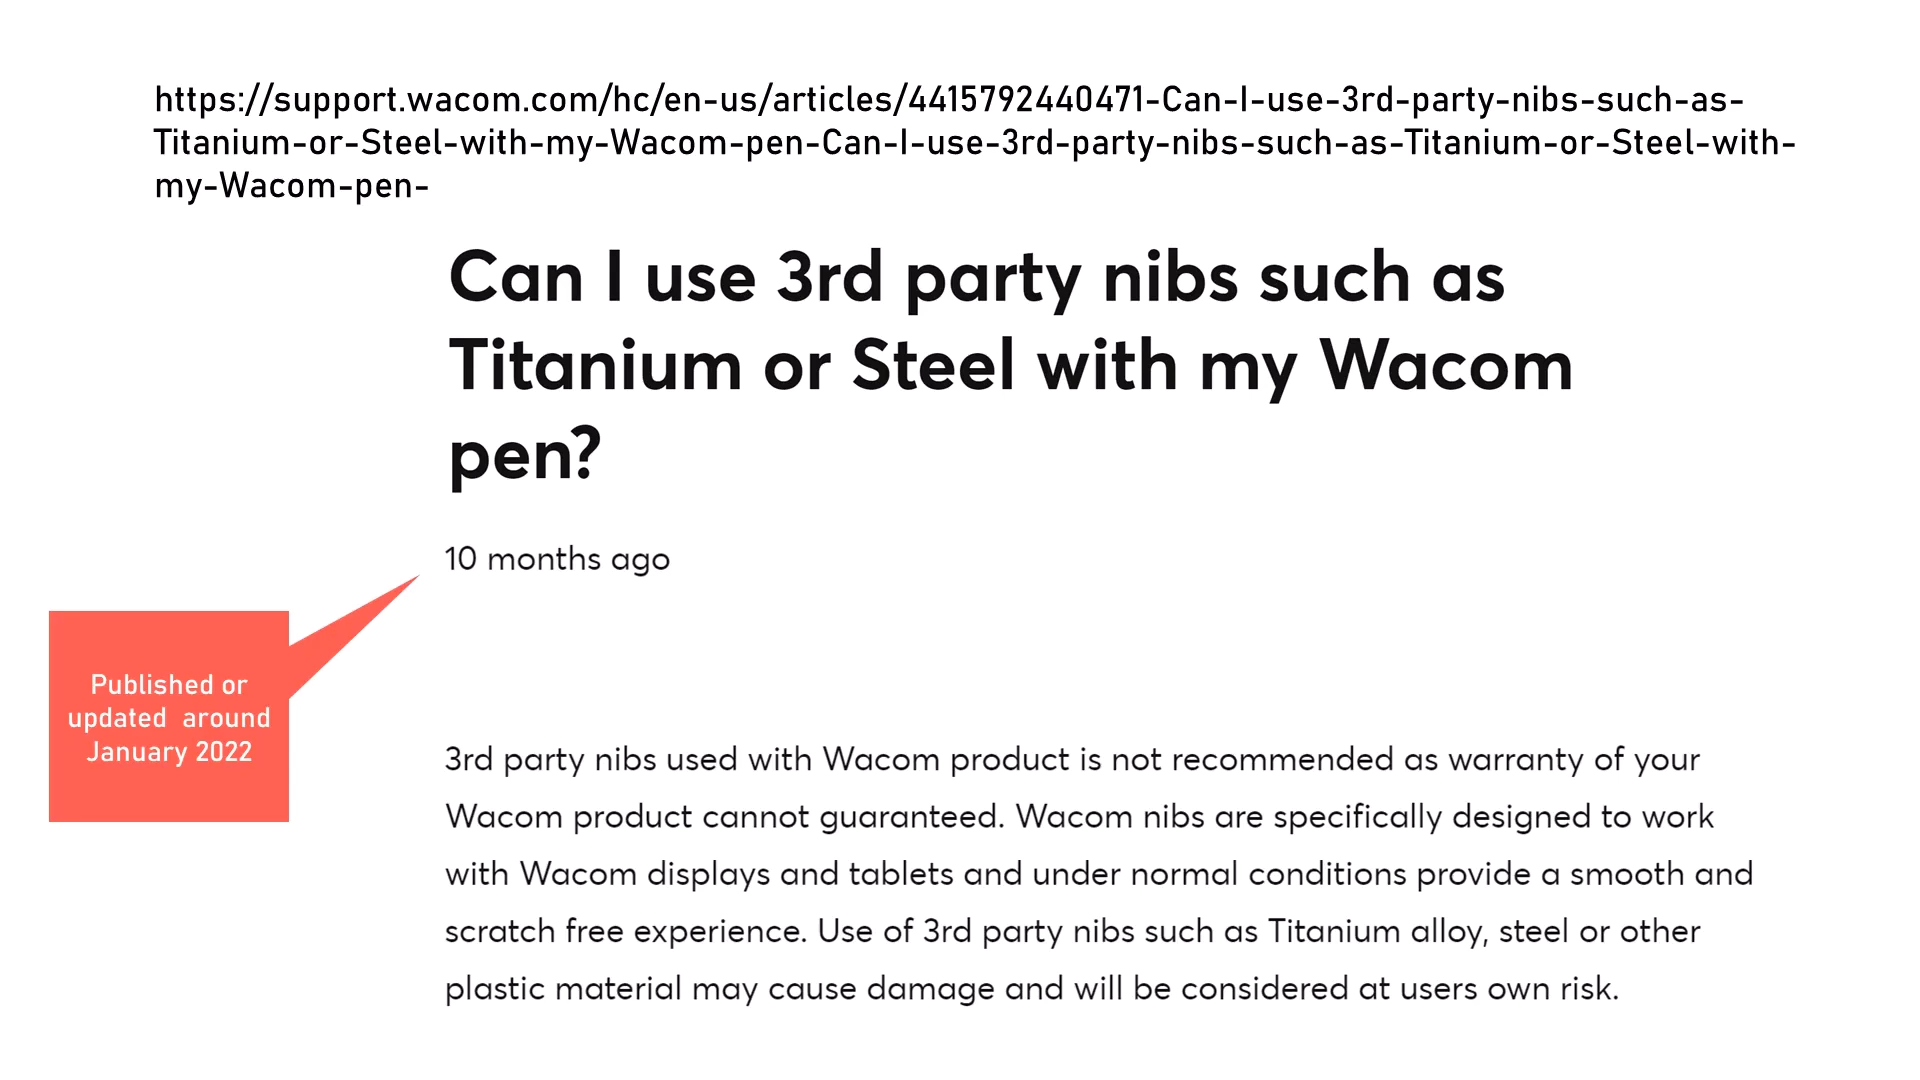 https://support.wacom.com/hc/en-us/articles/4415792440471-Can-I-use-3rd-party-nibs-such-as-
Titanium-or-Steel-with-my-Wacom-pen-Can-I-use-3rd-party-nibs-such-as-Titanium-or-Steel-with-
my-Wacom-pen-
Can I use 3rd party nibs such as
Titanium or Steel with my Wacom
pen?
10 months ago
Published or
updated  around
January 2022
3rd party nibs used with Wacom product is not recommended as warranty of your
Wacom product cannot guaranteed. Wacom nibs are specifically designed to work
with Wacom displays and tablets and under normal conditions provide a smooth and
scratch free experience. Use of 3rd party nibs such as Titanium alloy, steel or other
plastic material may cause damage and will be considered at users own risk.